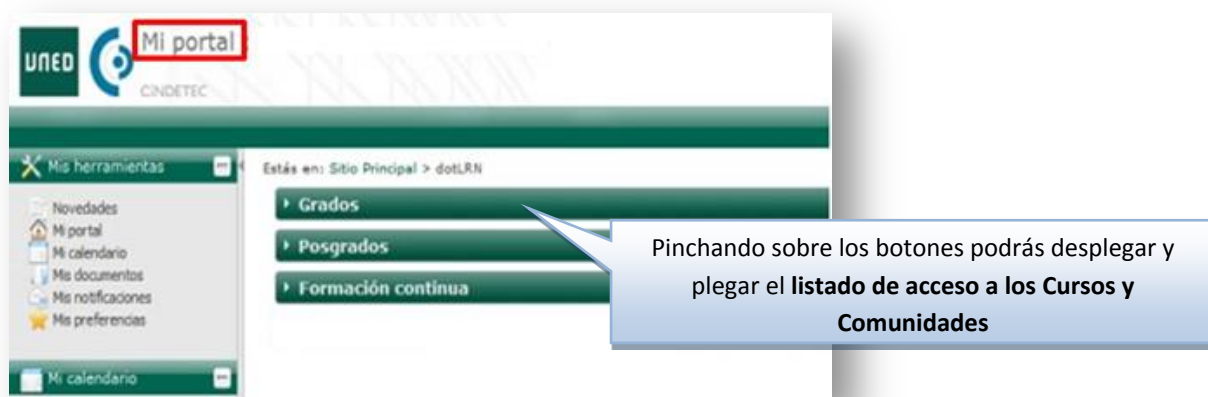 UNED
Mi portal
CINDETEC
Mis herramientas
Novedades
Mi portal
Mi calendario
Mis documentos
Mis notificaciones
Mis preferencias
Mi calendario
Estás en: Sitio Principal > dotLRN
Grados
Posgrados
Formación continua
Pinchando sobre los botones podrás desplegar y
plegar el listado de acceso a los Cursos y
Comunidades